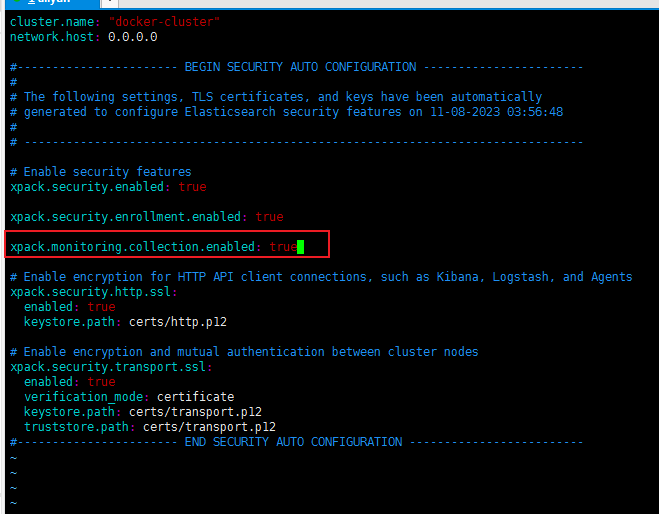 cluster.name: "docker-cluster"
network.host: 0.0.0.0
#----------------------- BEGIN SECURITY AUTO CONFIGURATION -----------------------
#
# The following settings, TLS certificates, and keys have been automatically
# generated to configure Elasticsearch security features on 11-08-2023 03:56:48
#
# --------------------------------------------------------------------------------
# Enable security features
xpack.security.enabled: true
xpack.security.enrollment.enabled: true
xpack.monitoring.collection.enabled: true
# Enable encryption for HTTP API client connections, such as Kibana, Logstash, and Agents
xpack.security.http.ssl:
  enabled: true
  keystore.path: certs/http.p12
# Enable encryption and mutual authentication between cluster nodes
xpack.security.transport.ssl:
  enabled: true
  verification_mode: certificate
  keystore.path: certs/transport.p12
  truststore.path: certs/transport.p12
#----------------------- END SECURITY AUTO CONFIGURATION -------------------------
~
~
~
~